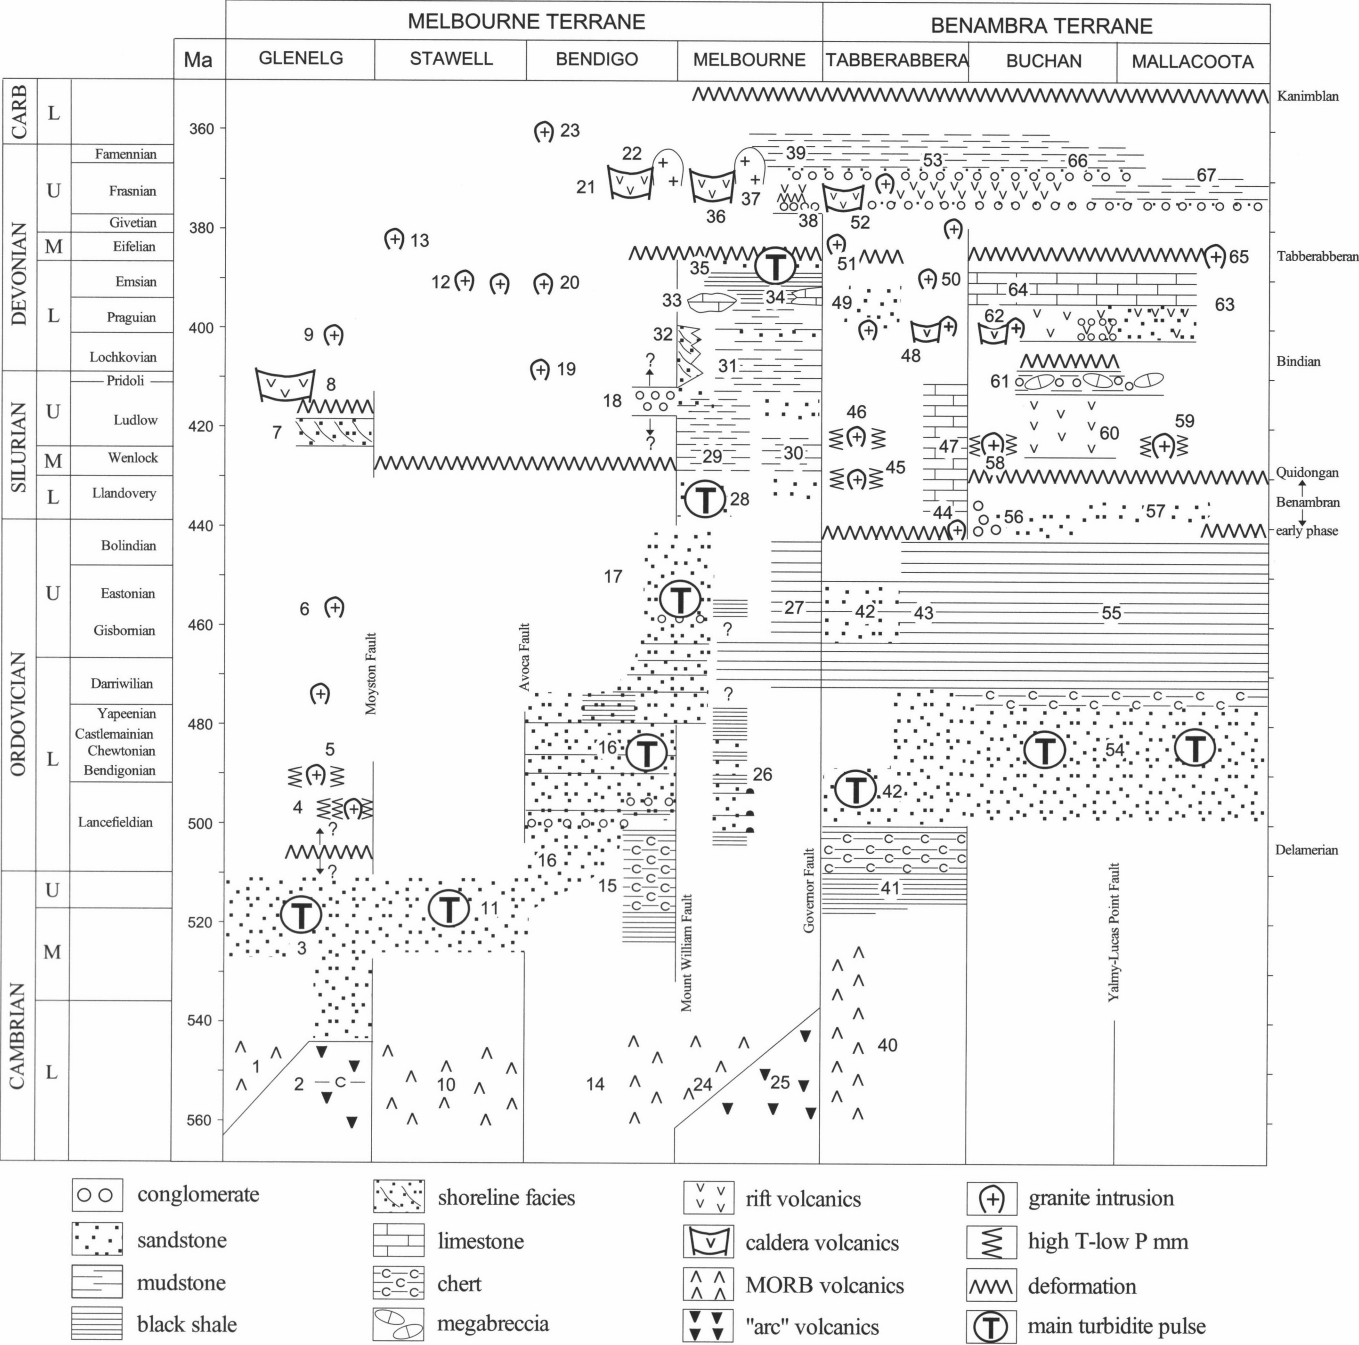 MELBOURNE TERRANE
BENAMBRA TERRANE
Ma
GLENELG
STAWELL
BENDIGO
MELBOURNE
TABBERABBERA
BUCHAN
MALLACOOTA
CARB
L
DEVONIAN
U
M
L
SILURIAN
U
M
L
ORDOVICIAN
U
L
CAMBRIAN
U
M
L
Famennian
Frasnian
Givetian
Eifelian
Emsian
Praguian
Lochkovian
Pridoli
Ludlow
Wenlock
Llandovery
Bolindian
Eastonian
Gisbornian
Darriwilian
Yapeenian
Castlemainian
Chewtonian
Bendigonian
Lancefieldian
360
380
400
420
440
460
480
500
520
540
560
Kanimblan
Tabberabberan
Bindian
Quidongan
Benambran
early phase
Delamerian
23
22
21
39
53
66
67
36
37
38
52
13
12
20
35
34
33
51
50
49
65
64
63
9
8
7
19
32
31
?
18
?
48
62
61
46
45
47
60
59
58
29
30
T
28
44
56
57
17
T
6
27
42
43
55
?
?
Moyston Fault
Avoca Fault
5
4
?
?
16
T
26
T
42
T
54
T
16
15
41
T
3
T
11
Mount William Fault
Governor Fault
Yalmy-Lucas Point Fault
1
2
C
10
14
24
25
40
conglomerate
sandstone
mudstone
black shale
shoreline facies
limestone
chert
megabreccia
rift volcanics
caldera volcanics
MORB volcanics
"arc" volcanics
granite intrusion
high T-low P mm
deformation
T main turbidite pulse